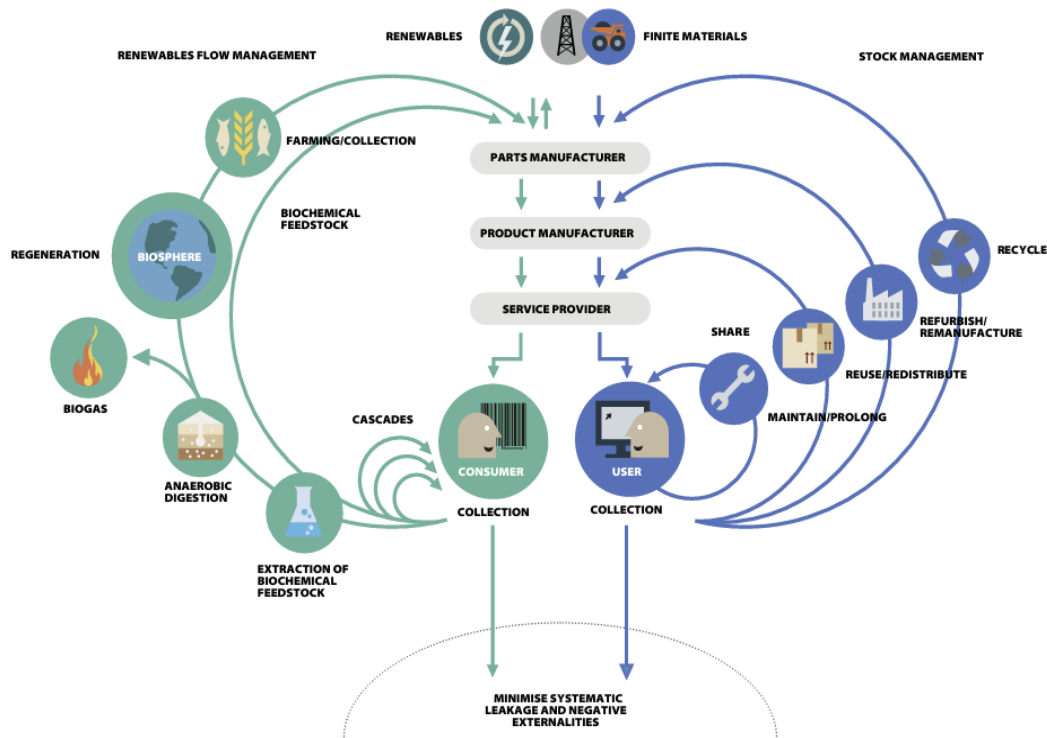 RENEWABLES
FINITE MATERIALS
RENEWABLES FLOW MANAGEMENT
STOCK MANAGEMENT
FARMING/COLLECTION
PARTS MANUFACTURER
BIOCHEMICAL
FEEDSTOCK
PRODUCT MANUFACTURER
REGENERATION
BIOSPHERE
RECYCLE
SERVICE PROVIDER
SHARE
REFURBISH/
REMANUFACTURE
REUSE/REDISTRIBUTE
BIOGAS
CASCADES
MAINTAIN/PROLONG
CONSUMER
USER
ANAEROBIC
DIGESTION
COLLECTION
COLLECTION
EXTRACTION OF
BIOCHEMICAL
FEEDSTOCK
MINIMISE SYSTEMATIC
LEAKAGE AND NEGATIVE
EXTERNALITIES